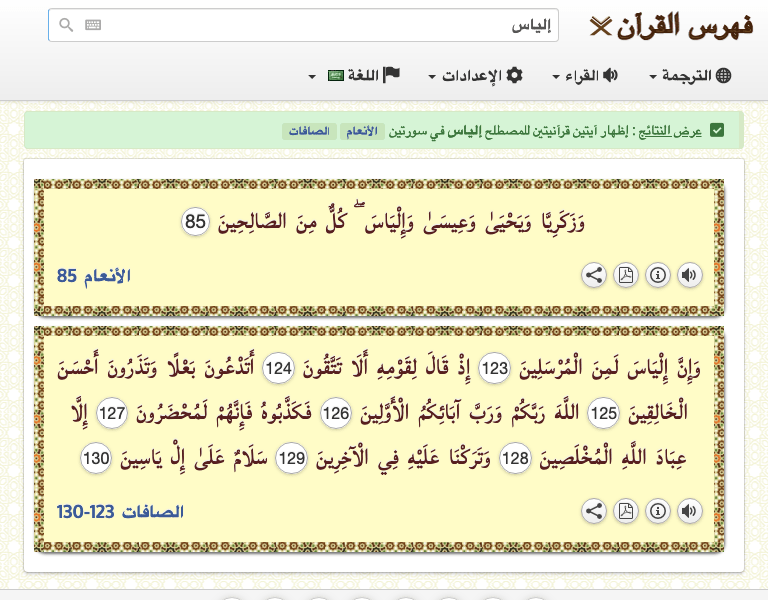 فهرس القرآن
إلياس
الترجمة القراء الإعدادات اللغة
عرض النتائج : إظهار آيتين قرآنيتين للمصطلح إلياس في سورتين الأنعام الصافات
وَزَكَرِيَّا وَيَحْيَىٰ وَعِيسَىٰ وَإِلْيَاسَ ۖ كُلٌّ مِنَ الصَّالِحِينَ 85
الأنعام 85
وَإِنَّ إِلْيَاسَ لَمِنَ الْمُرْسَلِينَ 123 إِذْ قَالَ لِقَوْمِهِ أَلَا تَتَّقُونَ 124 أَتَدْعُونَ بَعْلًا وَتَذَرُونَ أَحْسَنَ
الْخَالِقِينَ 125 اللَّهَ رَبَّكُمْ وَرَبَّ آبَائِكُمُ الْأَوَّلِينَ 126 فَكَذَّبُوهُ فَإِنَّهُمْ لَمُحْضَرُونَ 127 إِلَّا
عِبَادَ اللَّهِ الْمُخْلَصِينَ 128 وَتَرَكْنَا عَلَيْهِ فِي الْآخِرِينَ 129 سَلَامٌ عَلَىٰ إِلْ يَاسِينَ 130
الصافات 123-130